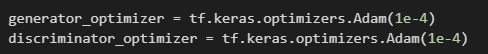 generator_optimizer = tf.keras.optimizers.Adam(1e-4)
discriminator_optimizer = tf.keras.optimizers.Adam(1e-4)